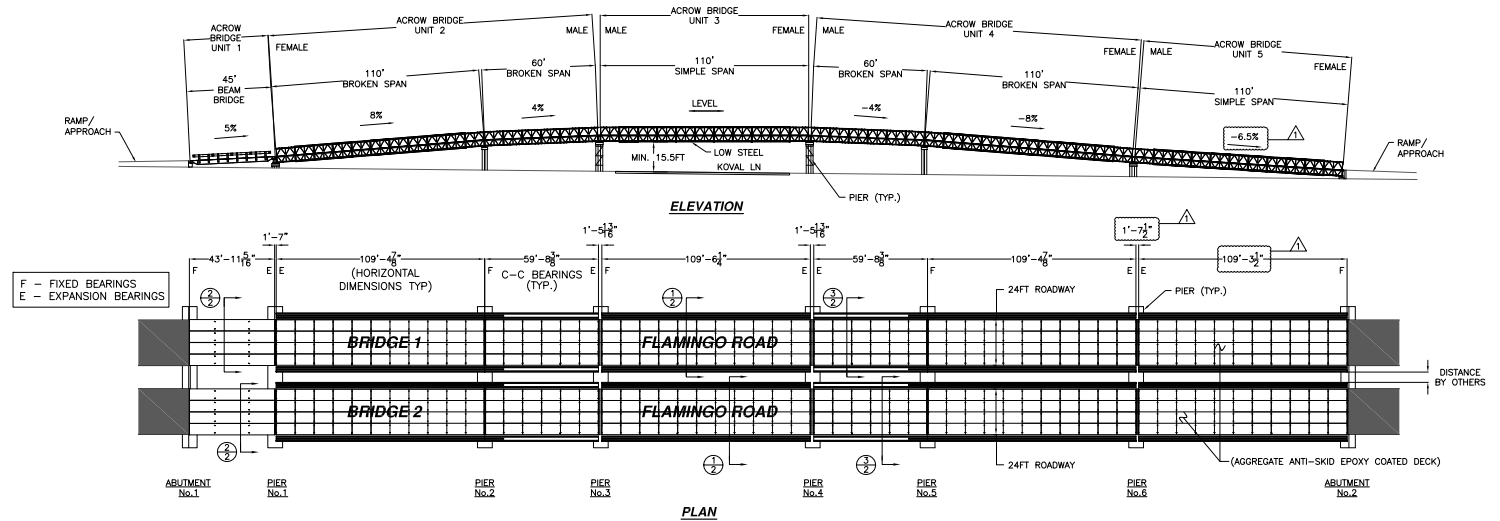 ACROW BRIDGE UNIT 1
ACROW BRIDGE UNIT 2
ACROW BRIDGE UNIT 3
ACROW BRIDGE UNIT 4
ACROW BRIDGE UNIT 5
FEMALE
MALE
MALE
FEMALE
MALE
FEMALE
MALE
FEMALE
45' BEAM BRIDGE
110' BROKEN SPAN
60' BROKEN SPAN
110' SIMPLE SPAN
60' BROKEN SPAN
110' BROKEN SPAN
110' SIMPLE SPAN
RAMP/ APPROACH
5%
8%
4%
LEVEL
-4%
-8%
-6.5%
1
RAMP/ APPROACH
MIN. 15.5FT
LOW STEEL
KOVAL LN
PIER (TYP.)
ELEVATION
F - FIXED BEARINGS
E - EXPANSION BEARINGS
1'-7"
1'-5 13/16"
1'-5 13/16"
1'-7 1/2"
1
43'-11 5/16"
109'-4 7/8"
(HORIZONTAL DIMENSIONS TYP)
59'-8 3/8"
C-C BEARINGS (TYP.)
109'-6 1/4"
59'-8 3/8"
109'-4 7/8"
109'-3 1/2"
1
F
E
E
F
E
E
F
E
E
F
2/2
1/2
3/2
24FT ROADWAY
PIER (TYP.)
BRIDGE 1
FLAMINGO ROAD
DISTANCE BY OTHERS
BRIDGE 2
FLAMINGO ROAD
2/2
1/2
3/2
24FT ROADWAY
(AGGREGATE ANTI-SKID EPOXY COATED DECK)
ABUTMENT No.1
PIER No.1
PIER No.2
PIER No.3
PIER No.4
PIER No.5
PIER No.6
ABUTMENT No.2
PLAN